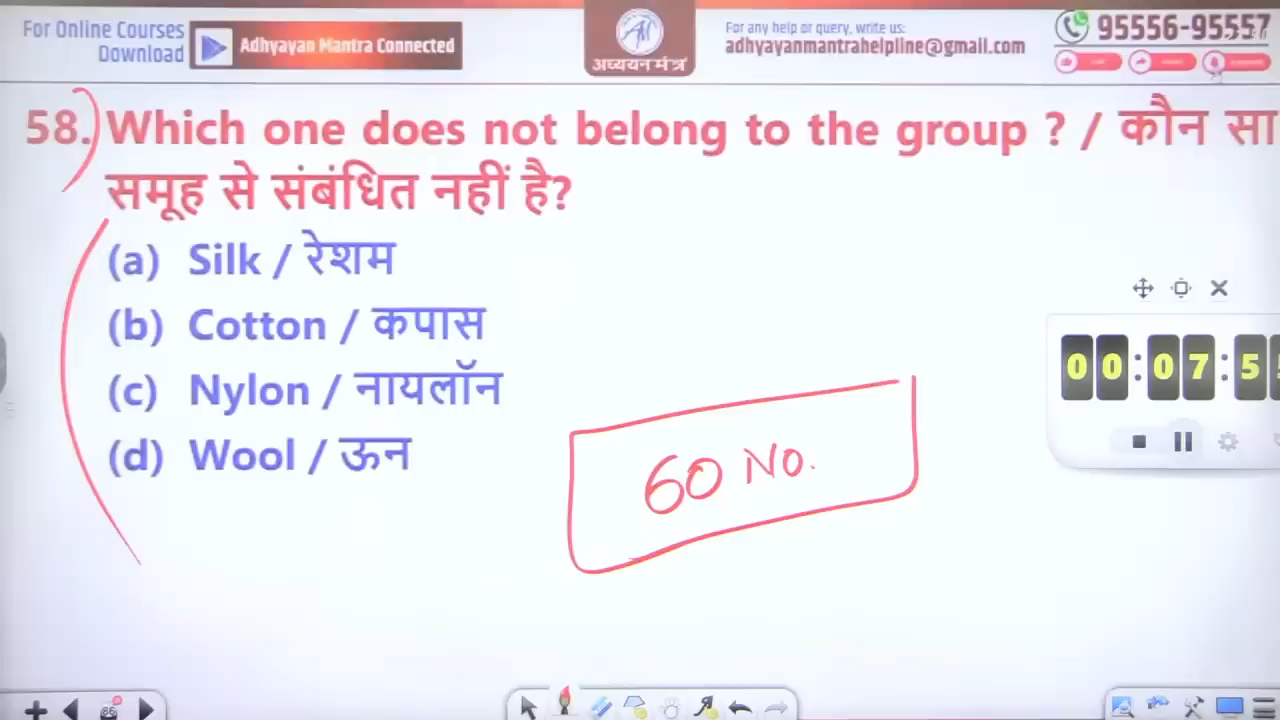 For Online Courses
Download
Adhyayan Mantra Connected
अध्ययन मंत्र
For any help or query, write us:
adhyayanmantrahelpline@gmail.com
95556-95557
58. Which one does not belong to the group ? / कौन सा
समूह से संबंधित नहीं है?
(a) Silk / रेशम
(b) Cotton / कपास
(c) Nylon / नायलॉन
(d) Wool / ऊन
60 No.
00:07:5